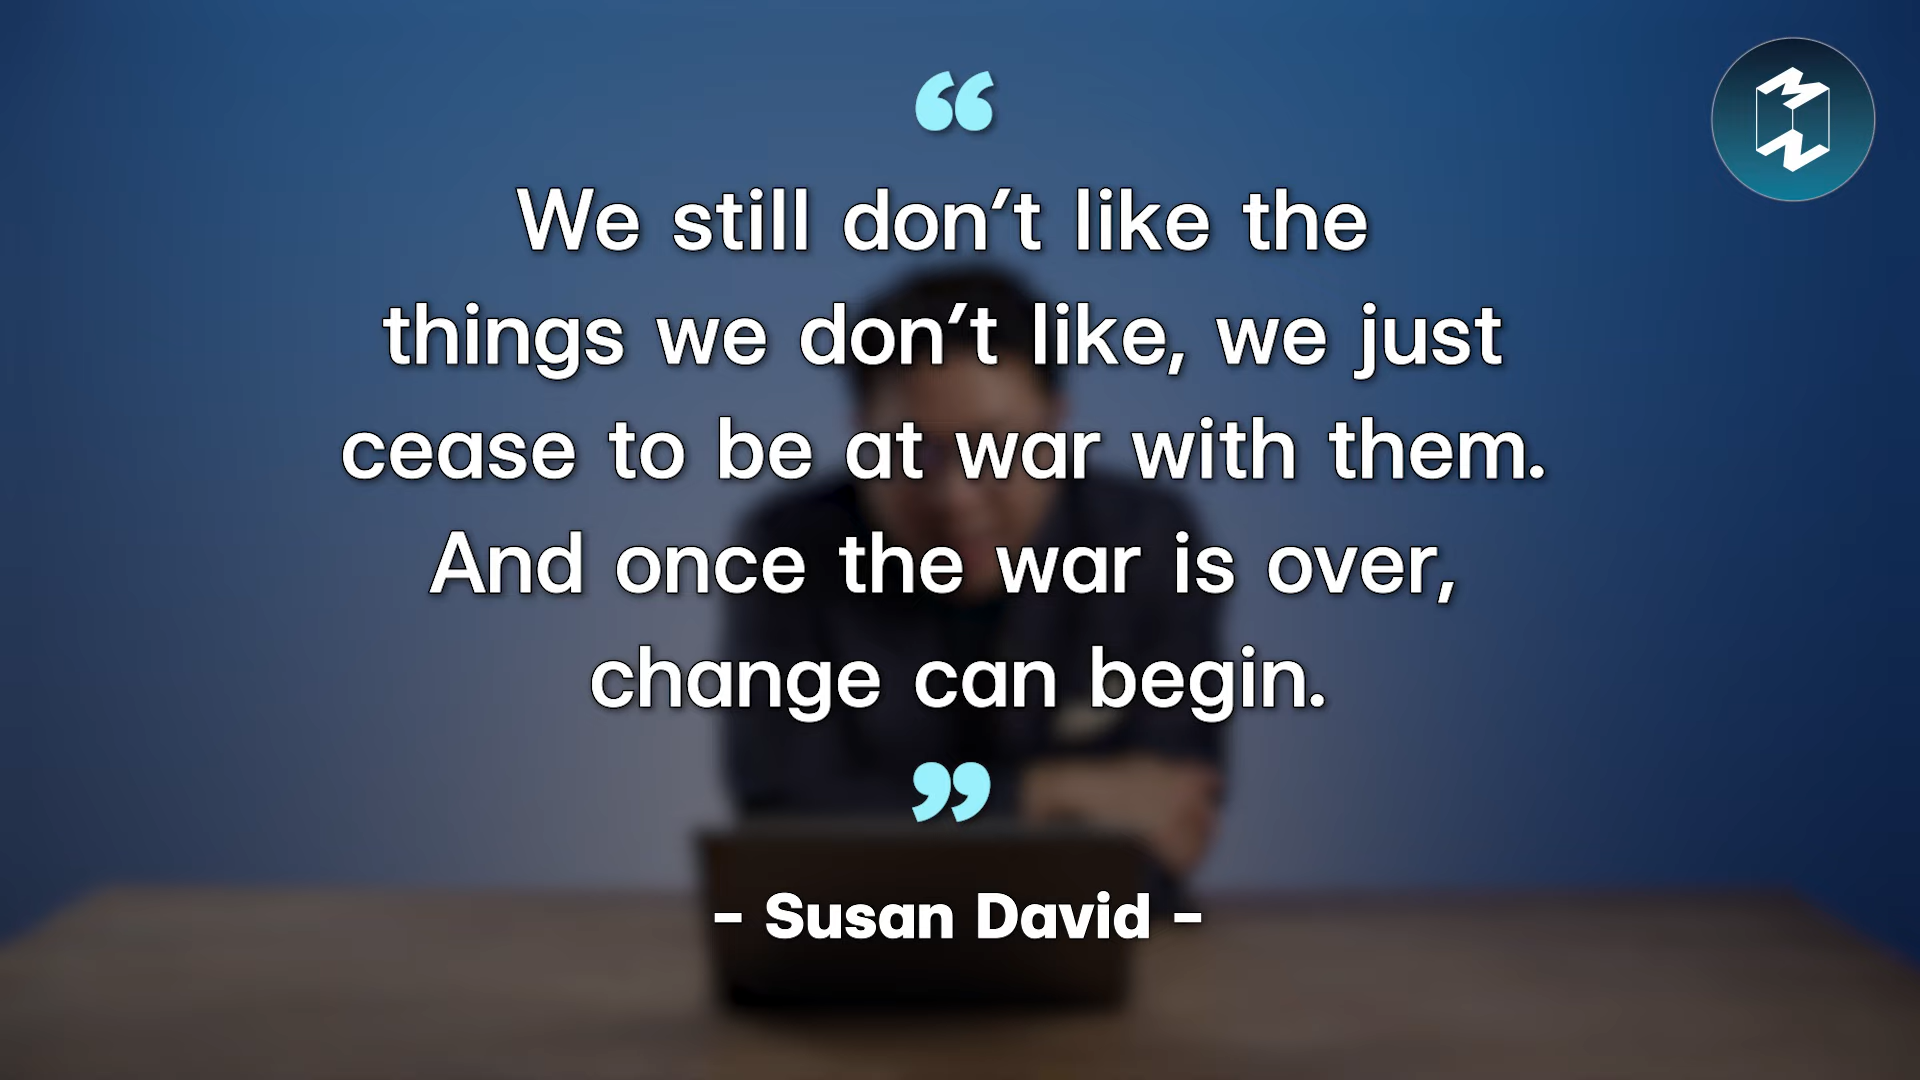 “
We still don’t like the
things we don’t like, we just
cease to be at war with them.
And once the war is over,
change can begin.
”
- Susan David -